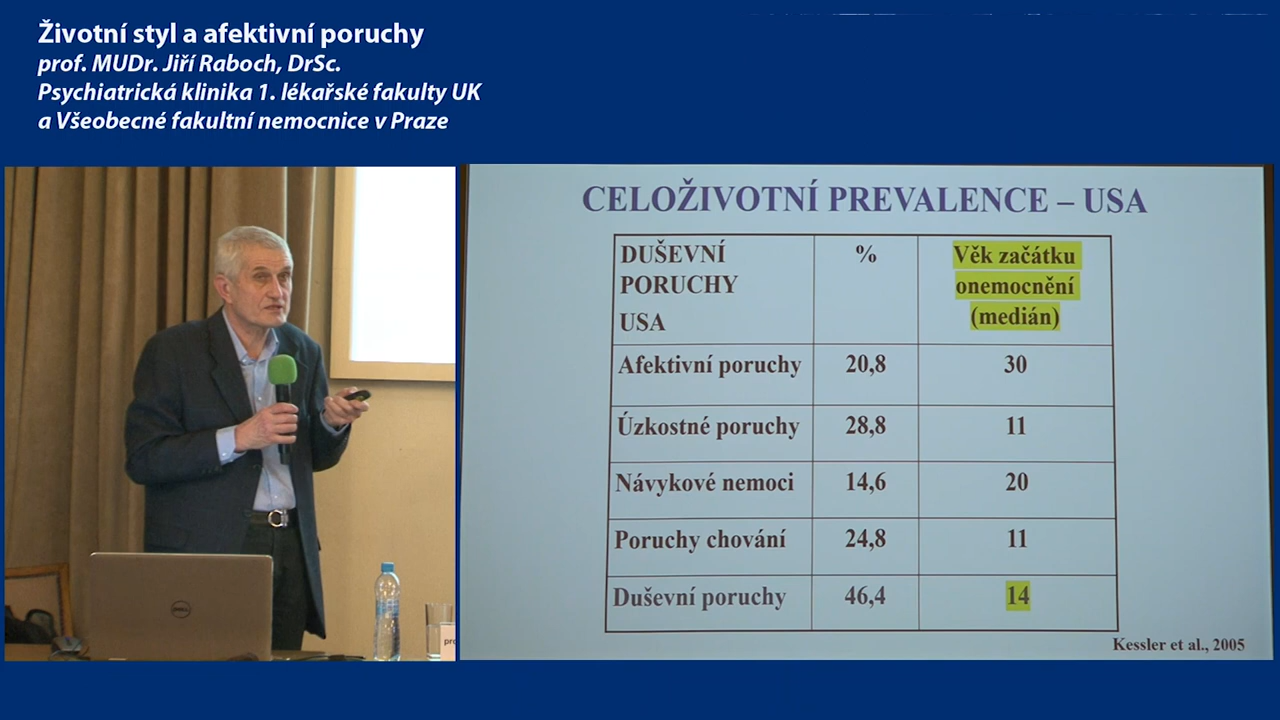 Životní styl a afektivní poruchy
prof. MUDr. Jiří Raboch, DrSc.
Psychiatrická klinika 1. lékařské fakulty UK
a Všeobecné fakultní nemocnice v Praze
CELOŽIVOTNÍ PREVALENCE – USA
DUŠEVNÍ
PORUCHY
USA
%
Věk začátku
onemocnění
(medián)
Afektivní poruchy 20,8 30
Úzkostné poruchy 28,8 11
Návykové nemoci 14,6 20
Poruchy chování 24,8 11
Duševní poruchy 46,4 14
Kessler et al., 2005
DELL